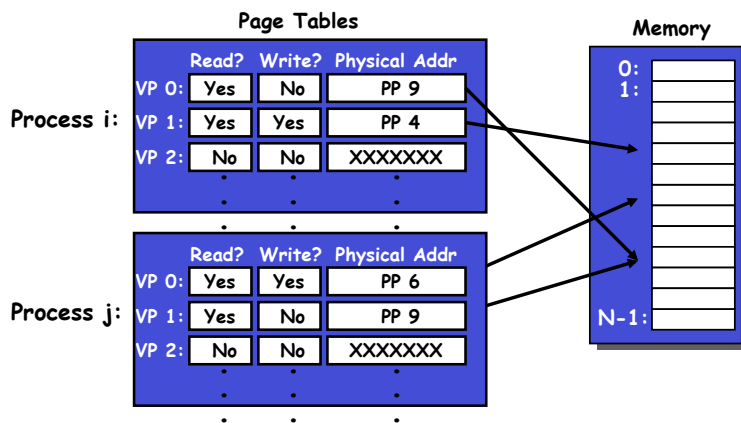 Page Tables
Memory
Read? Write? Physical Addr
VP 0: Yes No PP 9
Process i: VP 1: Yes Yes PP 4
VP 2: No No XXXXXXX
0:
1:
Read? Write? Physical Addr
VP 0: Yes Yes PP 6
Process j: VP 1: Yes No PP 9
VP 2: No No XXXXXXX
N-1: